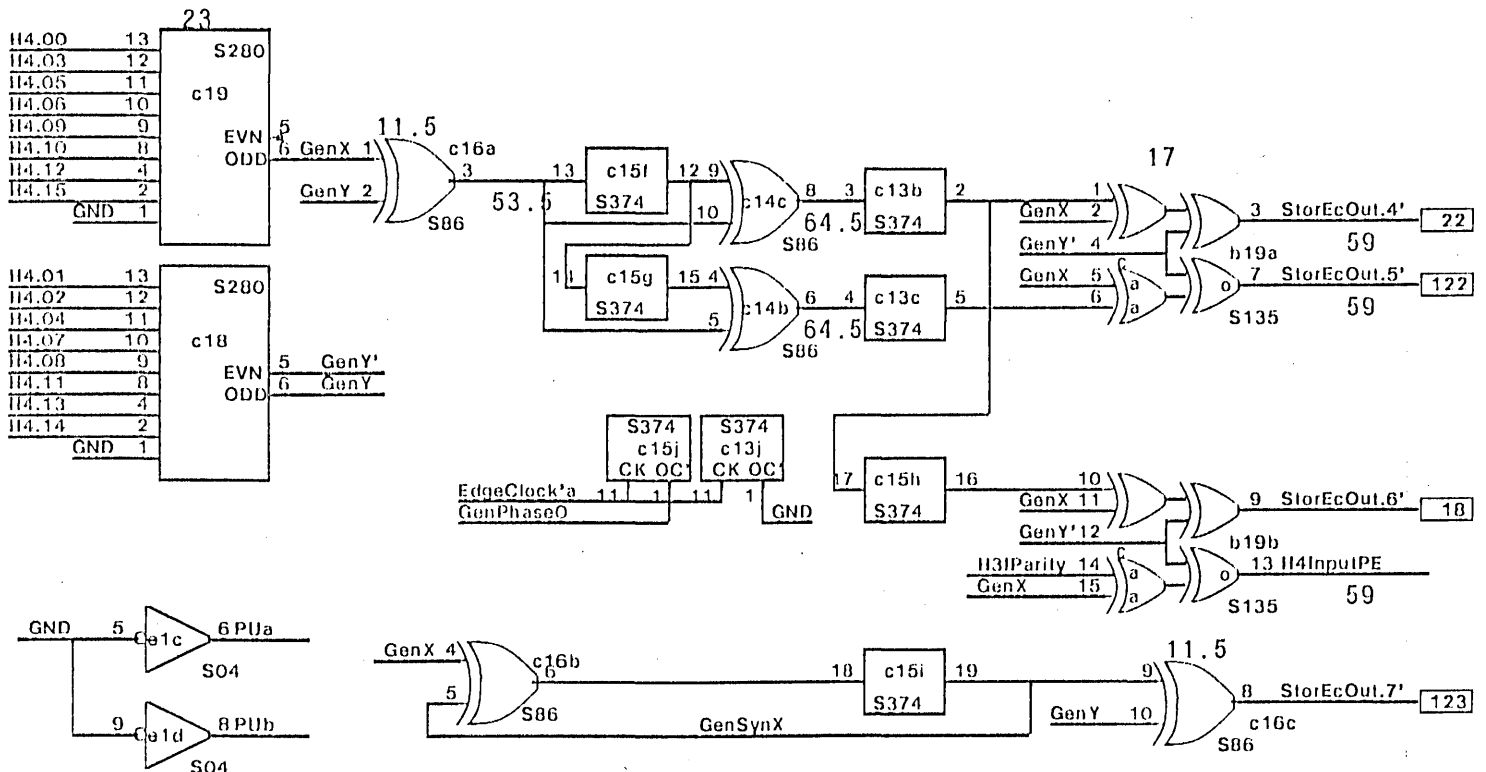 23
H4.00 13
S280
H4.03 12
H4.05 11
c19
H4.06 10
H4.09 9
EVN 5
H4.10 8
ODD 6 GenX 1
H4.12 4
H4.15 2
GND 1
11.5
c16a
3
GenY 2
S86
53.5
13 c15f 12
S374
9
10
c14c 8
S86
64.5
3 c13b 2
S374
17
1
GenX 2
GenY' 4
3 StorEcOut.4' 22
59
b19a
c
GenX 5 a
6 a
o 7 StorEcOut.5' 122
S135
59
14 c15g 15
S374
4
5
c14b 6
S86
64.5
4 c13c 5
S374
H4.01 13
S280
H4.02 12
H4.04 11
c18
H4.07 10
H4.08 9
EVN 5 GenY'
H4.11 8
ODD 6 GenY
H4.13 4
H4.14 2
GND 1
S374
c15j
CK OC'
S374
c13j
CK OC'
EdgeClock'a 11 1 11 1
GenPhase0
GND
17 c15h 16
S374
10
GenX 11
GenY' 12
9 StorEcOut.6' 18
b19b
c
H3IParity 14 a
GenX 15 a
o 13 H4InputPE
S135
59
GND 5 e1c 6 PUa
S04
9 e1d 8 PUb
S04
GenX 4
5
c16b
6
S86
18 c15i 19
S374
GenSynX
11.5
9
GenY 10
8 StorEcOut.7' 123
c16c
S86